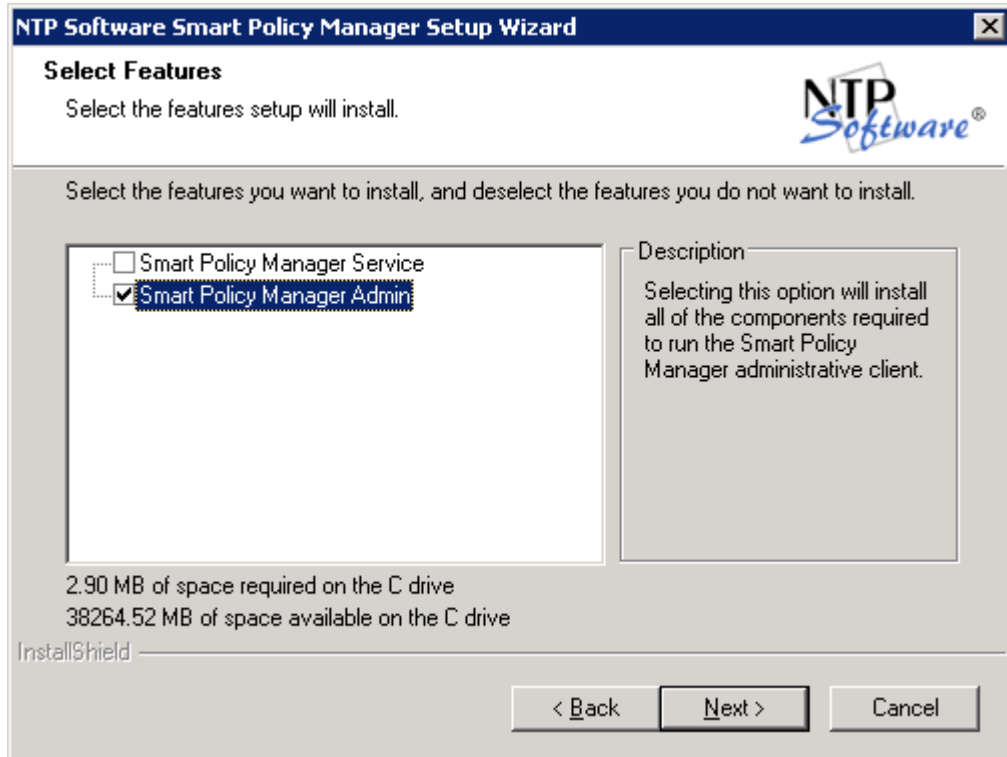 NTP Software Smart Policy Manager Setup Wizard
Select Features
Select the features setup will install.
NTP
Software®
Select the features you want to install, and deselect the features you do not want to install.
Smart Policy Manager Service
Smart Policy Manager Admin
Description
Selecting this option will install
all of the components required
to run the Smart Policy
Manager administrative client.
2.90 MB of space required on the C drive
38264.52 MB of space available on the C drive
InstallShield
< Back
Next >
Cancel